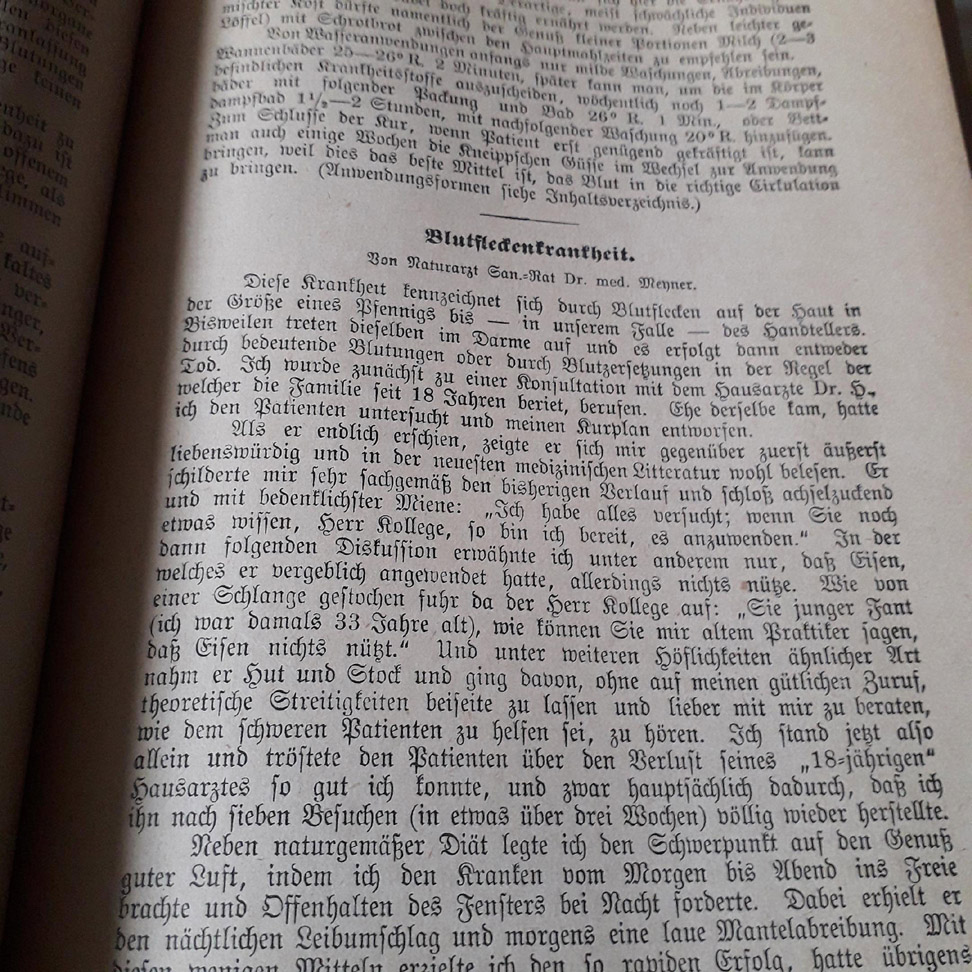 mischter Kost dürfte namentlich der Genuß kleiner Portionen Milch (2—3
Löffel) mit Schrotbrot zwischen den Hauptmahlzeiten zu empfehlen sein.
Von Wasseranwendungen anfangs nur milde Waschungen, Abreibungen,
Wannenbäder 25—26° R. 2 Minuten, später kann man, um die im Körper
befindlichen Krankheitsstoffe auszuscheiden, wöchentlich noch 1—2 Dampf-
bäder mit folgender Packung und Bad 26° R. 1 Min., oder Bett-
dampfbad 1½—2 Stunden, mit nachfolgender Waschung 20° R. hinzufügen.
Zum Schlusse der Kur, wenn Patient erst genügend gekräftigt ist, kann
man auch einige Wochen die Kneippschen Güsse im Wechsel zur Anwendung
bringen, weil dies das beste Mittel ist, das Blut in die richtige Cirkulation
zu bringen. (Anwendungsformen siehe Inhaltsverzeichnis.)
Blutfleckenkrankheit.
Von Naturarzt San.-Rat Dr. med. Meyner.
Diese Krankheit kennzeichnet sich durch Blutflecken auf der Haut in
der Größe eines Pfennigs bis — in unserem Falle — des Handtellers.
Bisweilen treten dieselben im Darme auf und es erfolgt dann entweder
durch bedeutende Blutungen oder durch Blutzersetzungen in der Regel der
Tod. Ich wurde zunächst zu einer Konsultation mit dem Hausarzte Dr. H.,
welcher die Familie seit 18 Jahren beriet, berufen. Ehe derselbe kam, hatte
ich den Patienten untersucht und meinen Kurplan entworfen.
Als er endlich erschien, zeigte er sich mir gegenüber zuerst äußerst
liebenswürdig und in der neuesten medizinischen Litteratur wohl belesen. Er
schilderte mir sehr sachgemäß den bisherigen Verlauf und schloß achselzuckend
und mit bedenklichster Miene: „Ich habe alles versucht; wenn Sie noch
etwas wissen, Herr Kollege, so bin ich bereit, es anzuwenden.“ In der
dann folgenden Diskussion erwähnte ich unter anderem nur, daß Eisen,
welches er vergeblich angewendet hatte, allerdings nichts nütze. Wie von
einer Schlange gestochen fuhr da der Herr Kollege auf: „Sie junger Fant
(ich war damals 33 Jahre alt), wie können Sie mir altem Praktiker sagen,
daß Eisen nichts nützt.“ Und unter weiteren Höflichkeiten ähnlicher Art
nahm er Hut und Stock und ging davon, ohne auf meinen gütlichen Zuruf,
theoretische Streitigkeiten beiseite zu lassen und lieber mit mir zu beraten,
wie dem schweren Patienten zu helfen sei, zu hören. Ich stand jetzt also
allein und tröstete den Patienten über den Verlust seines „18-jährigen“
Hausarztes so gut ich konnte, und zwar hauptsächlich dadurch, daß ich
ihn nach sieben Besuchen (in etwas über drei Wochen) völlig wieder herstellte.
Neben naturgemäßer Diät legte ich den Schwerpunkt auf den Genuß
guter Luft, indem ich den Kranken vom Morgen bis Abend ins Freie
brachte und Offenhalten des Fensters bei Nacht forderte. Dabei erhielt er
den nächtlichen Leibumschlag und morgens eine laue Mantelabreibung. Mit
diesen wenigen Mitteln erzielte ich den so rapiden Erfolg, hatte übrigens